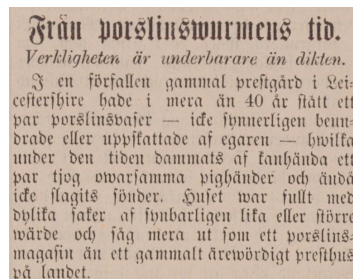 Från porslinswurmens tid.
Verkligheten är underbarare än dikten.
I en förfallen gammal prestgård i Lei-
cestershire hade i mera än 40 år stått ett
par porslinsvaser — icke synnerligen beun-
drade eller uppskattade af egaren — hwilka
under den tiden dammats af kanhända ett
par tjog owarsamma pighänder och ändå
icke slagits sönder. Huset war fullt med
dylika saker af synbarligen lika eller större
wärde och såg mera ut som ett porslins-
magasin än ett gammalt ärewördigt presthus
på landet.